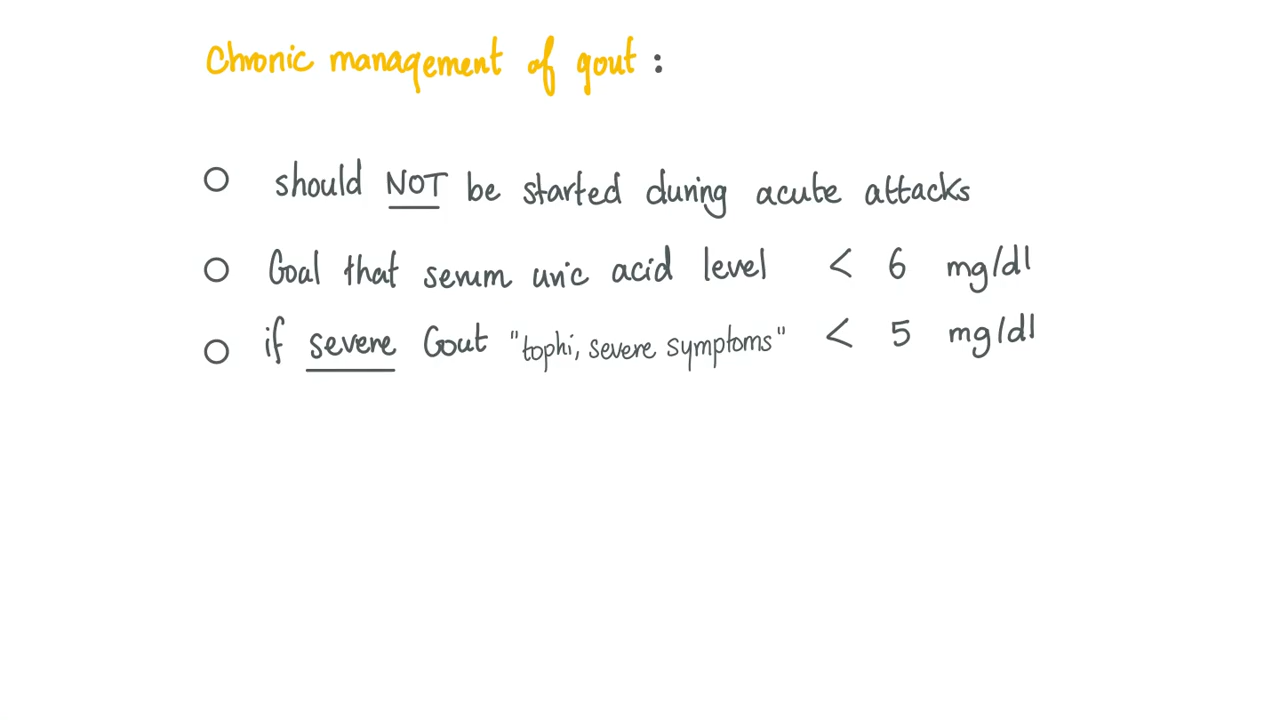 Chronic management of gout :
should NOT be started during acute attacks
Goal that serum uric acid level < 6 mg/dl
if severe Gout "tophi, severe symptoms" < 5 mg/dl